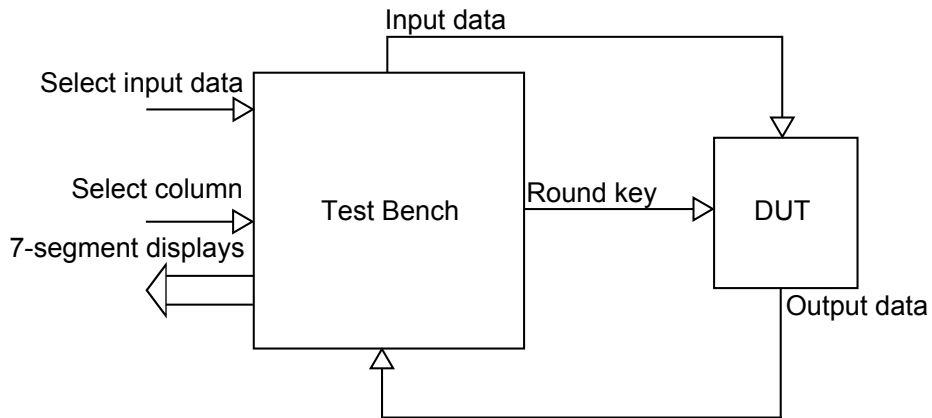 Input data
Select input data
Select column
Test Bench
Round key
DUT
7-segment displays
Output data